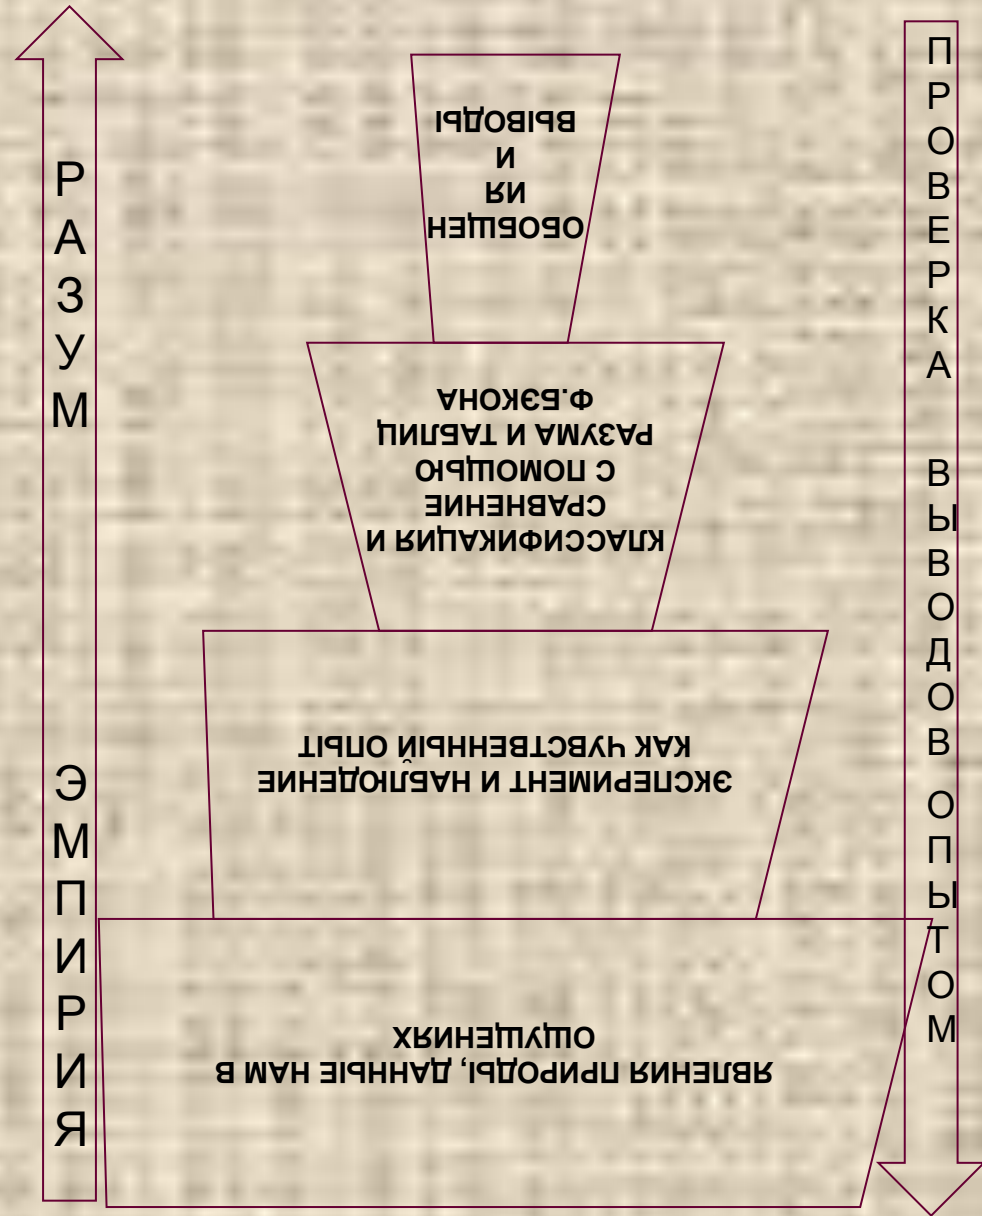 РАЗУМ ЭМПИРИЯ
ОБОБЩЕН
ИЯ
И
ВЫВОДЫ
КЛАССИФИКАЦИЯ И
СРАВНЕНИЕ
С ПОМОЩЬЮ
РАЗУМА И ТАБЛИЦ
Ф.БЭКОНА
ЭКСПЕРИМЕНТ И НАБЛЮДЕНИЕ
КАК ЧУВСТВЕННЫЙ ОПЫТ
ЯВЛЕНИЯ ПРИРОДЫ, ДАННЫЕ НАМ В
ОЩУЩЕНИЯХ
ПРОВЕРКА ВЫВОДОВ ОПЫТОМ